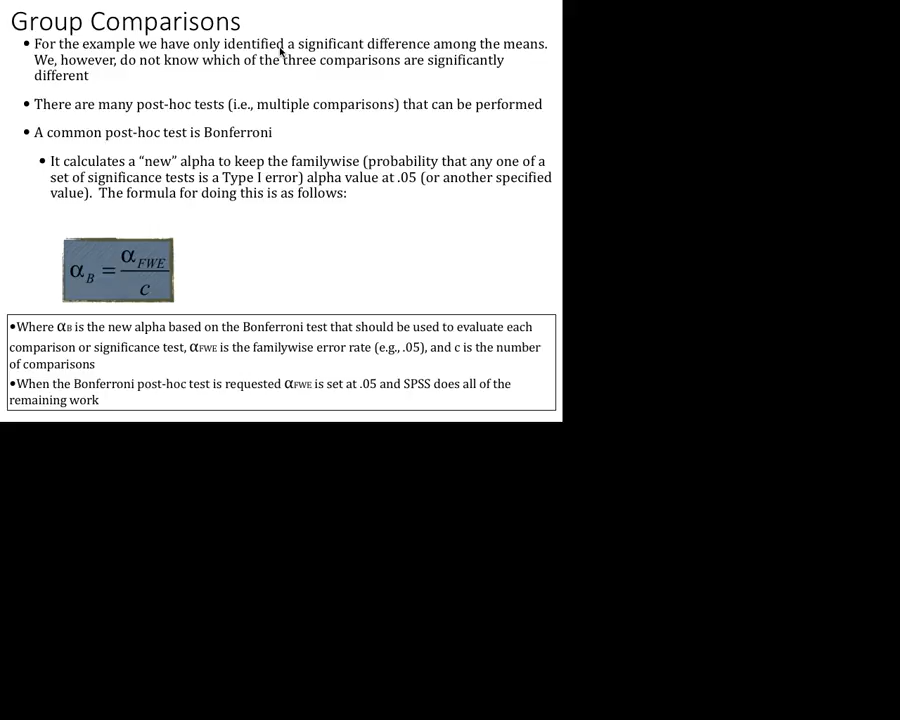 Group Comparisons
• For the example we have only identified a significant difference among the means.
We, however, do not know which of the three comparisons are significantly
different
• There are many post-hoc tests (i.e., multiple comparisons) that can be performed
• A common post-hoc test is Bonferroni
• It calculates a “new” alpha to keep the familywise (probability that any one of a
set of significance tests is a Type I error) alpha value at .05 (or another specified
value).  The formula for doing this is as follows:
α_B = α_FWE / c
•Where αB is the new alpha based on the Bonferroni test that should be used to evaluate each
comparison or significance test, αFWE is the familywise error rate (e.g., .05), and c is the number
of comparisons
•When the Bonferroni post-hoc test is requested αFWE is set at .05 and SPSS does all of the
remaining work